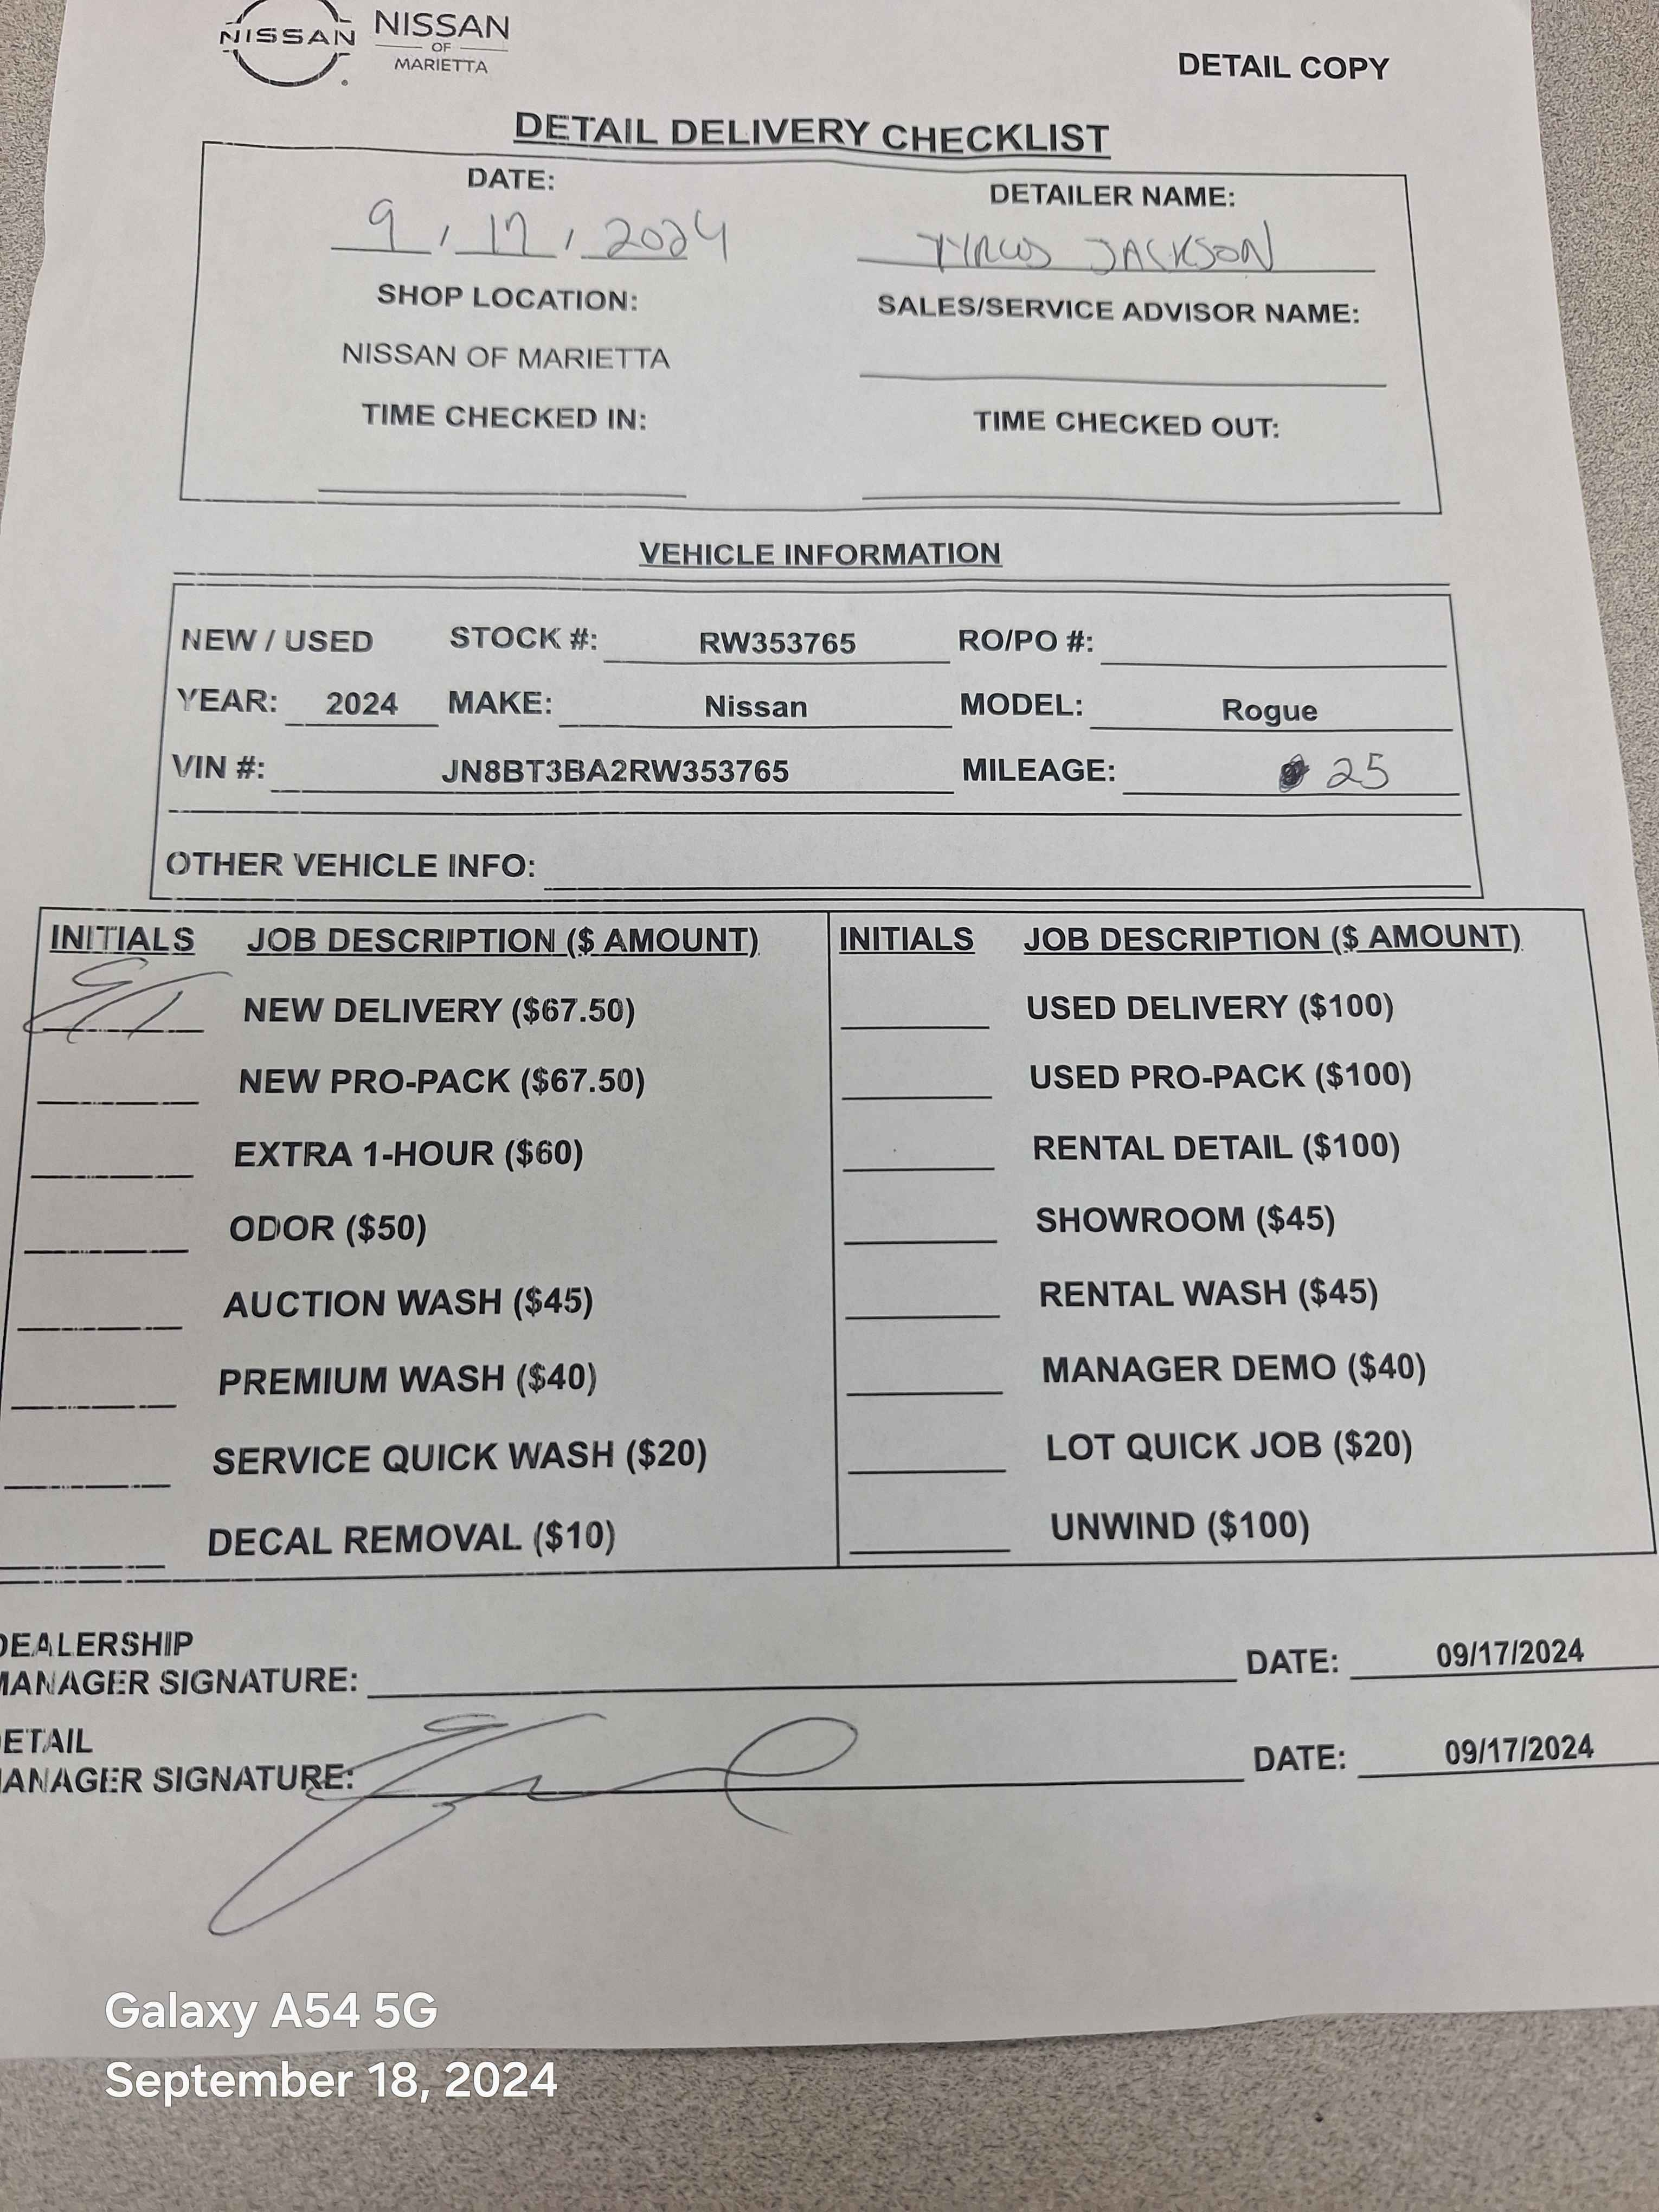 NISSAN NISSAN
OF
MARIETTA
DETAIL COPY
DETAIL DELIVERY CHECKLIST
DATE: DETAILER NAME:
9 / 17 / 2024 TYRUS JACKSON
SHOP LOCATION: SALES/SERVICE ADVISOR NAME:
NISSAN OF MARIETTA
TIME CHECKED IN: TIME CHECKED OUT:
VEHICLE INFORMATION
NEW / USED STOCK #: RW353765 RO/PO #:
YEAR: 2024 MAKE: Nissan MODEL: Rogue
VIN #: JN8BT3BA2RW353765 MILEAGE: 25
OTHER VEHICLE INFO:
INITIALS JOB DESCRIPTION ($ AMOUNT) INITIALS JOB DESCRIPTION ($ AMOUNT)
NEW DELIVERY ($67.50) USED DELIVERY ($100)
NEW PRO-PACK ($67.50) USED PRO-PACK ($100)
EXTRA 1-HOUR ($60) RENTAL DETAIL ($100)
ODOR ($50) SHOWROOM ($45)
AUCTION WASH ($45) RENTAL WASH ($45)
PREMIUM WASH ($40) MANAGER DEMO ($40)
SERVICE QUICK WASH ($20) LOT QUICK JOB ($20)
DECAL REMOVAL ($10) UNWIND ($100)
DEALERSHIP
MANAGER SIGNATURE: DATE: 09/17/2024
ETAIL
ANAGER SIGNATURE: DATE: 09/17/2024
Galaxy A54 5G
September 18, 2024